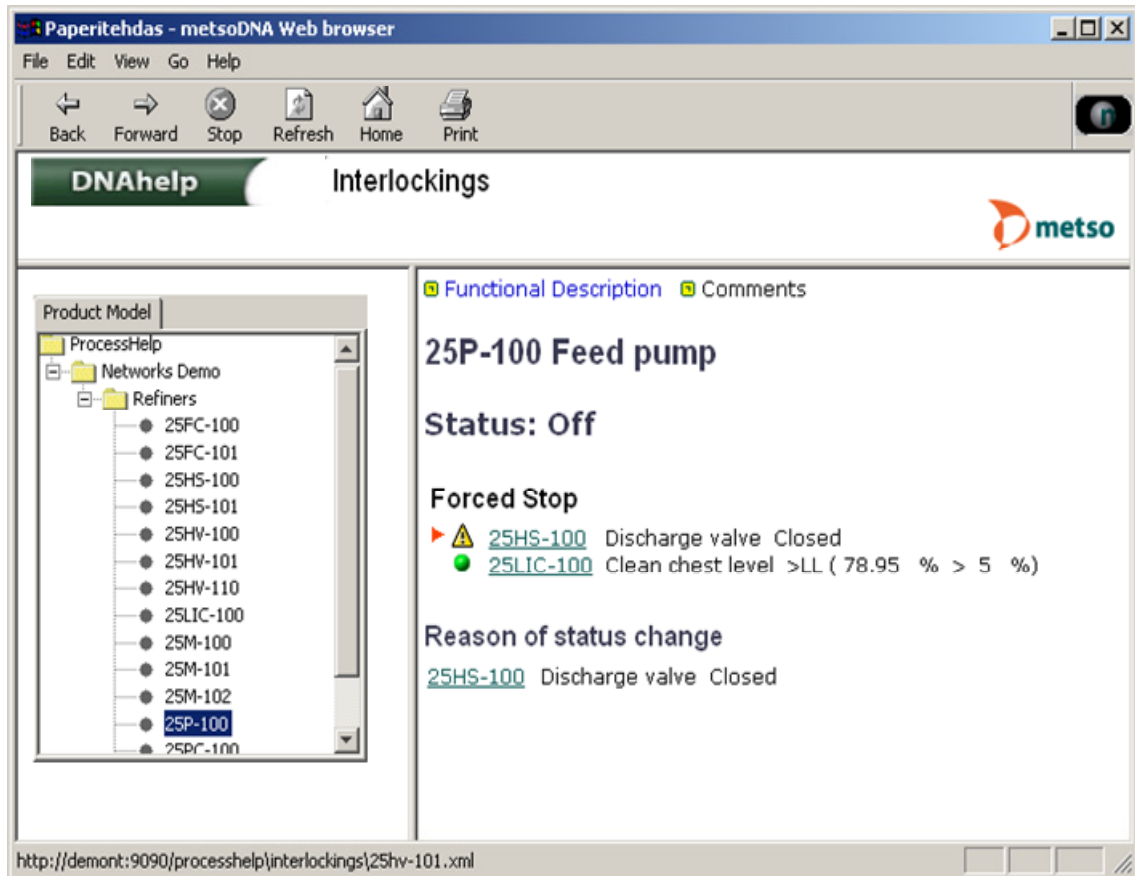 Paperitehdas - metsoDNA Web browser
File Edit View Go Help
Back Forward Stop Refresh Home Print
DNAhelp Interlockings
metso
Product Model
ProcessHelp
Networks Demo
Refiners
25FC-100
25FC-101
25HS-100
25HS-101
25HV-100
25HV-101
25HV-110
25LIC-100
25M-100
25M-101
25M-102
25P-100
25PC-100
Functional Description Comments
25P-100 Feed pump
Status: Off
Forced Stop
25HS-100 Discharge valve Closed
25LIC-100 Clean chest level >LL ( 78.95 % > 5 %)
Reason of status change
25HS-100 Discharge valve Closed
http://demont:9090/processhelp\interlockings\25hv-101.xml